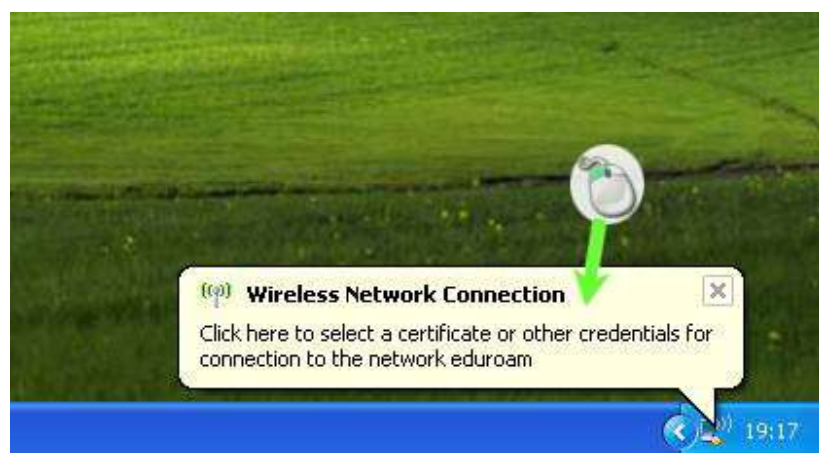 Wireless Network Connection
Click here to select a certificate or other credentials for
connection to the network eduroam
19:17